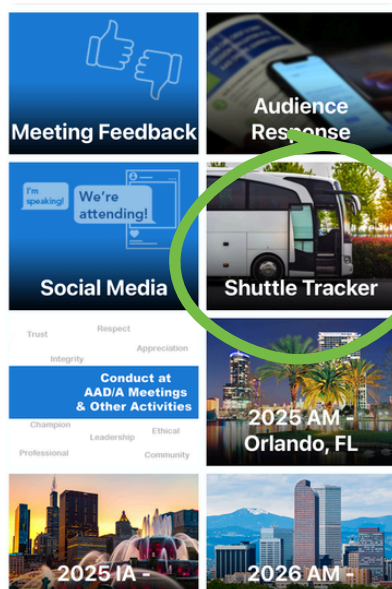 Meeting Feedback
Audience
Response
I'm
speaking!
We're
attending!
Social Media
Shuttle Tracker
Trust
Respect
Appreciation
Integrity
Conduct at
AAD/A Meetings
& Other Activities
Champion
Leadership
Ethical
Professional
Community
2025 AM -
Orlando, FL
2025 IA -
2026 AM -